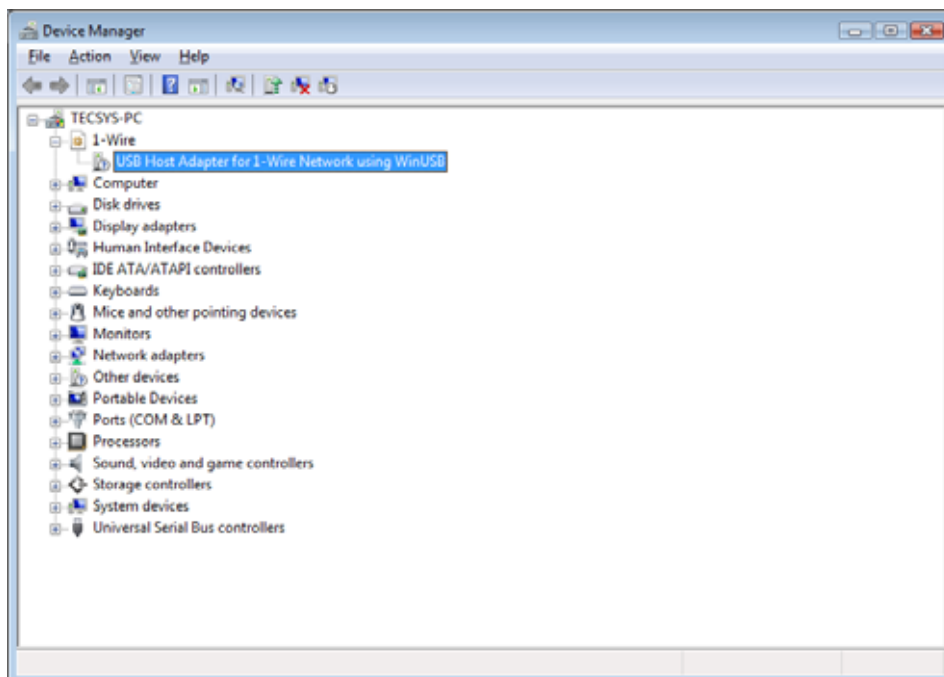 Device Manager
File Action View Help
TECSYS-PC
1-Wire
USB Host Adapter for 1-Wire Network using WinUSB
Computer
Disk drives
Display adapters
Human Interface Devices
IDE ATA/ATAPI controllers
Keyboards
Mice and other pointing devices
Monitors
Network adapters
Other devices
Portable Devices
Ports (COM & LPT)
Processors
Sound, video and game controllers
Storage controllers
System devices
Universal Serial Bus controllers